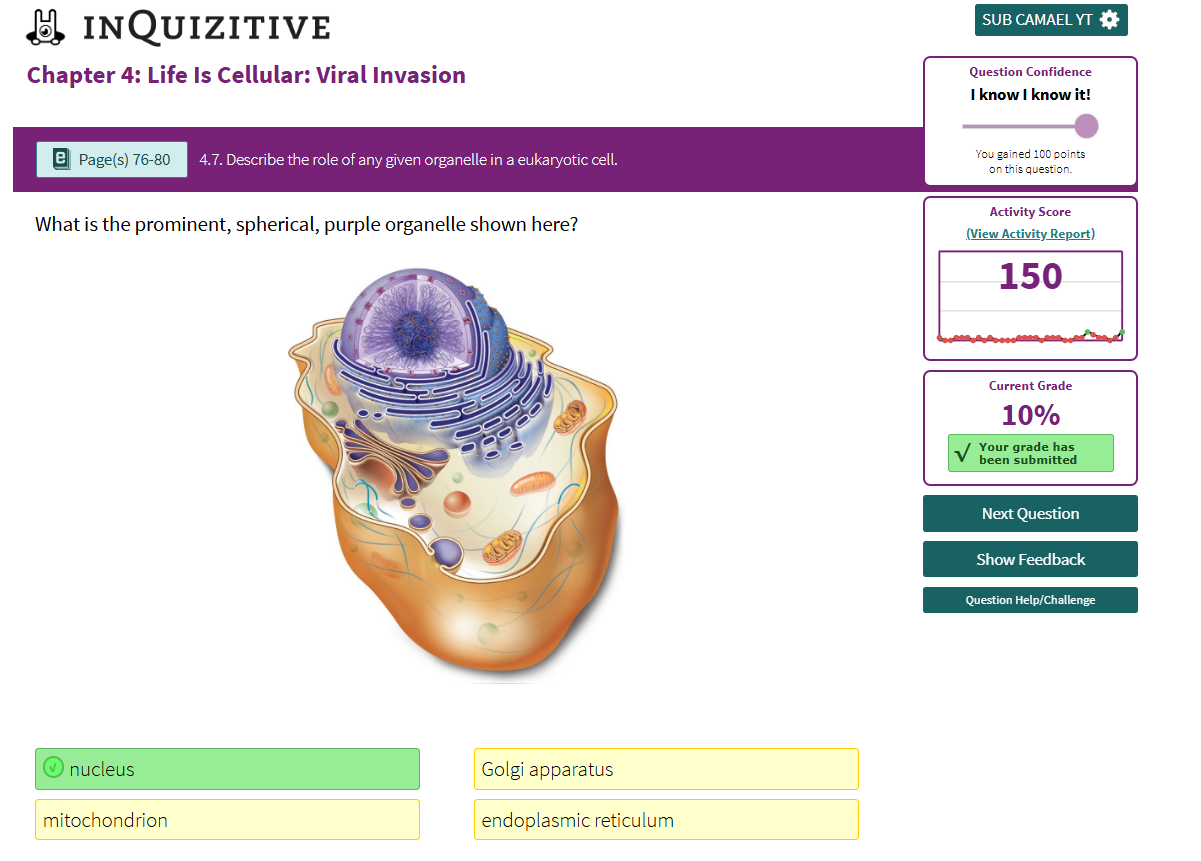 INQUIZITIVE
SUB CAMAEL YT
Chapter 4: Life Is Cellular: Viral Invasion
Question Confidence
I know I know it!
You gained 100 points
on this question.
Page(s) 76-80
4.7. Describe the role of any given organelle in a eukaryotic cell.
What is the prominent, spherical, purple organelle shown here?
Activity Score
(View Activity Report)
150
Current Grade
10%
Your grade has
been submitted
Next Question
Show Feedback
Question Help/Challenge
nucleus
Golgi apparatus
mitochondrion
endoplasmic reticulum